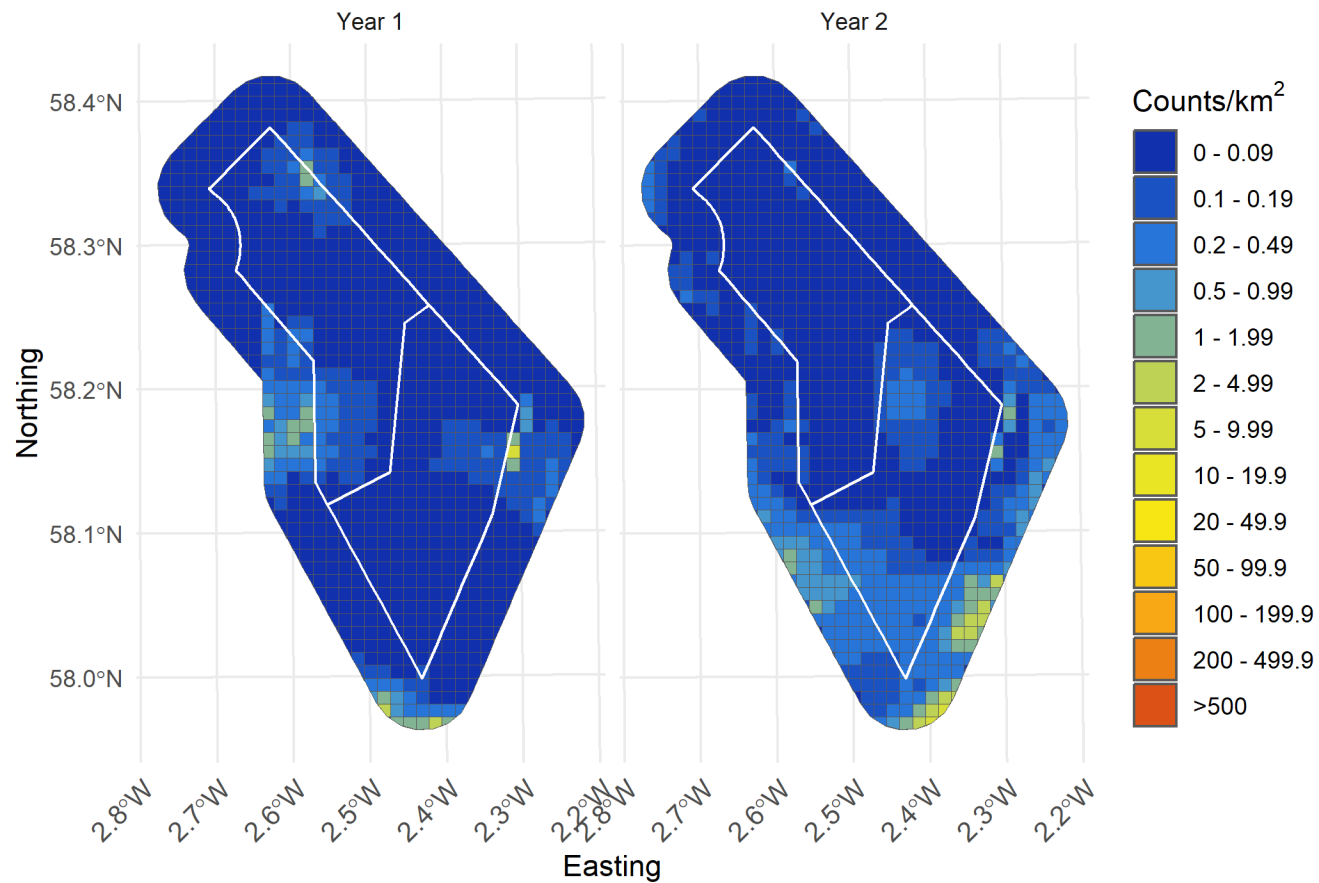 Year 1
Year 2
58.4°N
58.3°N
58.2°N
58.1°N
58.0°N
Northing
2.8°W
2.7°W
2.6°W
2.5°W
2.4°W
2.3°W
2.2°W
2.8°W
2.7°W
2.6°W
2.5°W
2.4°W
2.3°W
2.2°W
Easting
Counts/km²
0 - 0.09
0.1 - 0.19
0.2 - 0.49
0.5 - 0.99
1 - 1.99
2 - 4.99
5 - 9.99
10 - 19.9
20 - 49.9
50 - 99.9
100 - 199.9
200 - 499.9
>500